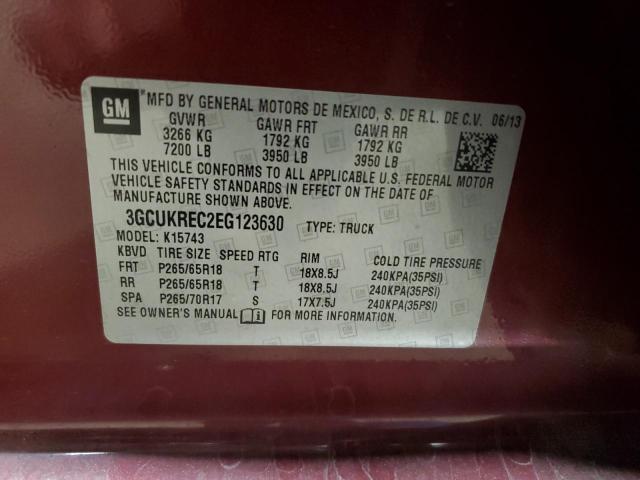 GM
MFD BY GENERAL MOTORS DE MEXICO, S. DE R.L. DE C.V. 06/13
GVWR GAWR FRT GAWR RR
3266 KG 1792 KG 1792 KG
7200 LB 3950 LB 3950 LB
THIS VEHICLE CONFORMS TO ALL APPLICABLE U.S. FEDERAL MOTOR
VEHICLE SAFETY STANDARDS IN EFFECT ON THE DATE OF
MANUFACTURE SHOWN ABOVE.
3GCUKREC2EG123630 TYPE: TRUCK
MODEL: K15743
KBVD TIRE SIZE SPEED RTG RIM COLD TIRE PRESSURE
FRT P265/65R18 T 18X8.5J 240KPA(35PSI)
RR P265/65R18 T 18X8.5J 240KPA(35PSI)
SPA P265/70R17 S 17X7.5J 240KPA(35PSI)
SEE OWNER'S MANUAL FOR MORE INFORMATION.